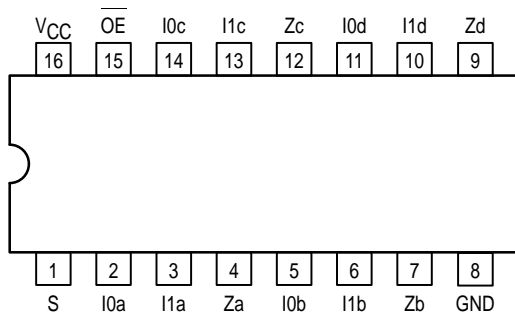 VCC OE I0c I1c Zc I0d I1d Zd
16 15 14 13 12 11 10 9
1 2 3 4 5 6 7 8
S I0a I1a Za I0b I1b Zb GND